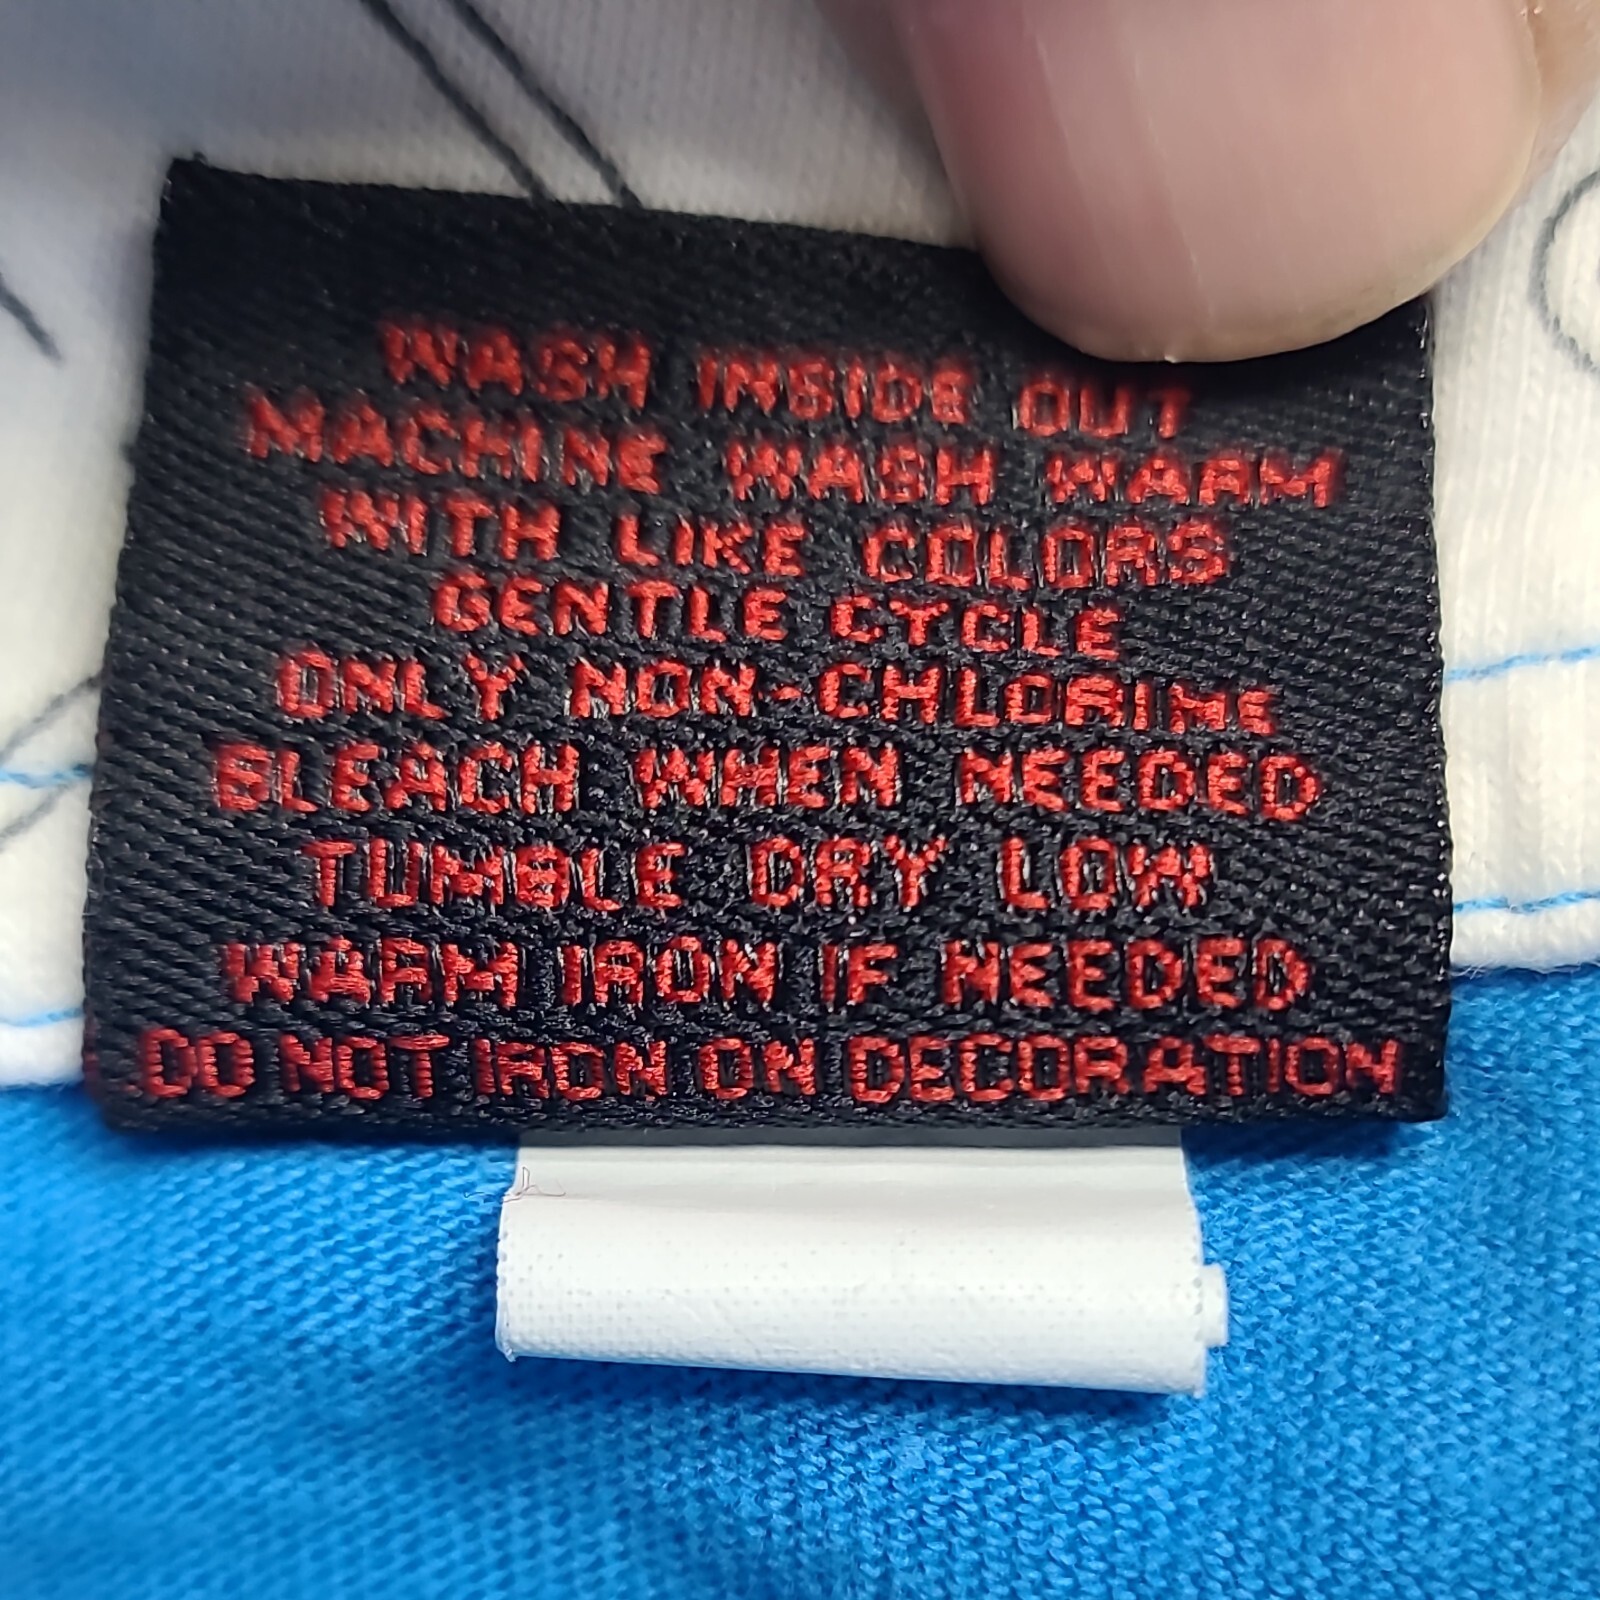 WASH INSIDE OUT
MACHINE WASH WARM
WITH LIKE COLORS
GENTLE CYCLE
ONLY NON-CHLORINE
BLEACH WHEN NEEDED
TUMBLE DRY LOW
WARM IRON IF NEEDED
DO NOT IRON ON DECORATION